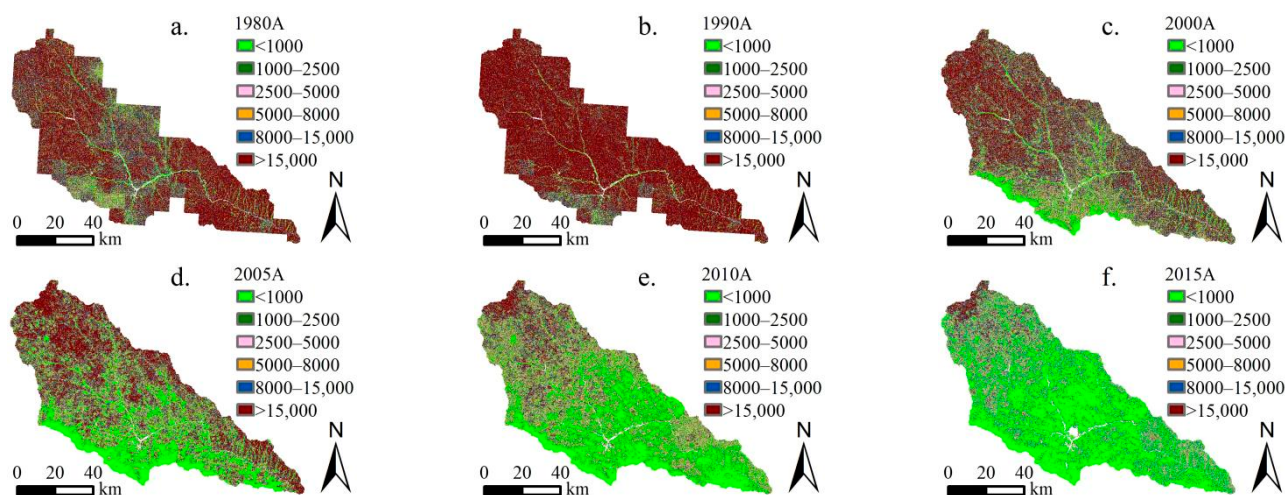 a.
1980A
<1000
1000–2500
2500–5000
5000–8000
8000–15,000
>15,000
N
0 20 40
km
b.
1990A
<1000
1000–2500
2500–5000
5000–8000
8000–15,000
>15,000
N
0 20 40
km
c.
2000A
<1000
1000–2500
2500–5000
5000–8000
8000–15,000
>15,000
N
0 20 40
km
d.
2005A
<1000
1000–2500
2500–5000
5000–8000
8000–15,000
>15,000
N
0 20 40
km
e.
2010A
<1000
1000–2500
2500–5000
5000–8000
8000–15,000
>15,000
N
0 20 40
km
f.
2015A
<1000
1000–2500
2500–5000
5000–8000
8000–15,000
>15,000
N
0 20 40
km